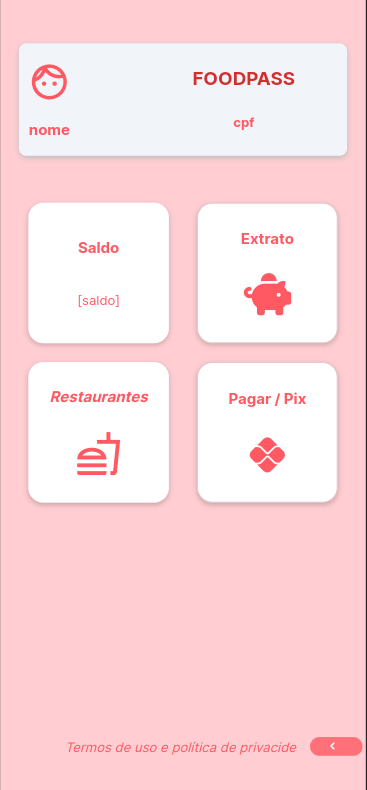 FOODPASS
nome
cpf
Saldo
[saldo]
Extrato
Restaurantes
Pagar / Pix
Termos de uso e política de privacide